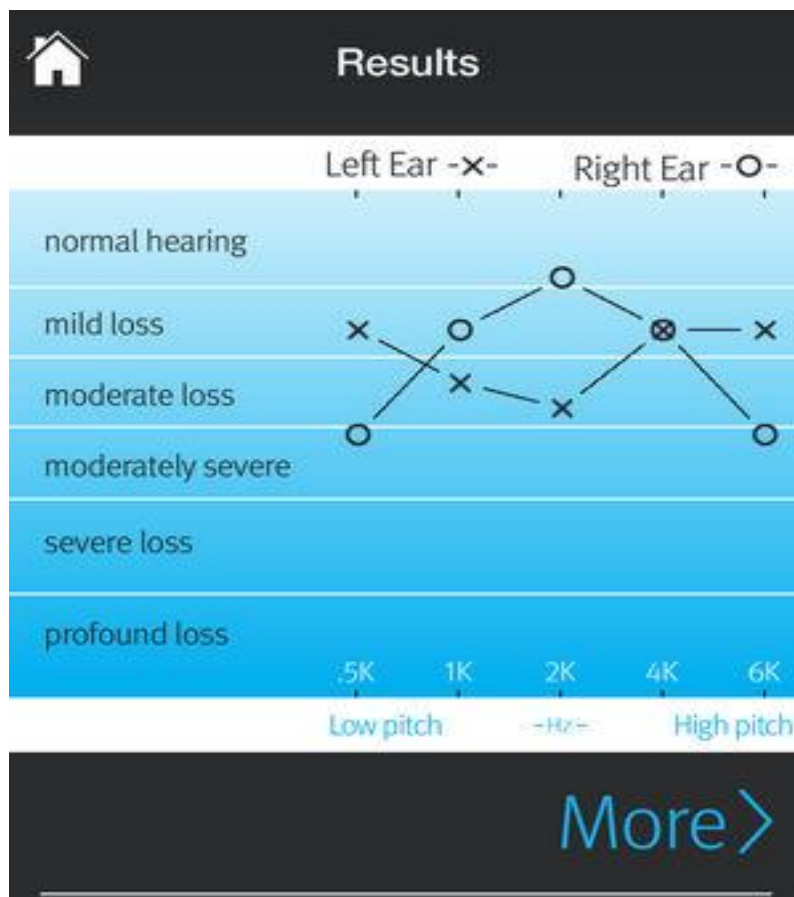 Results
Left Ear -×- Right Ear -O-
normal hearing
mild loss
moderate loss
moderately severe
severe loss
profound loss
.5K 1K 2K 4K 6K
Low pitch -Hz- High pitch
More >